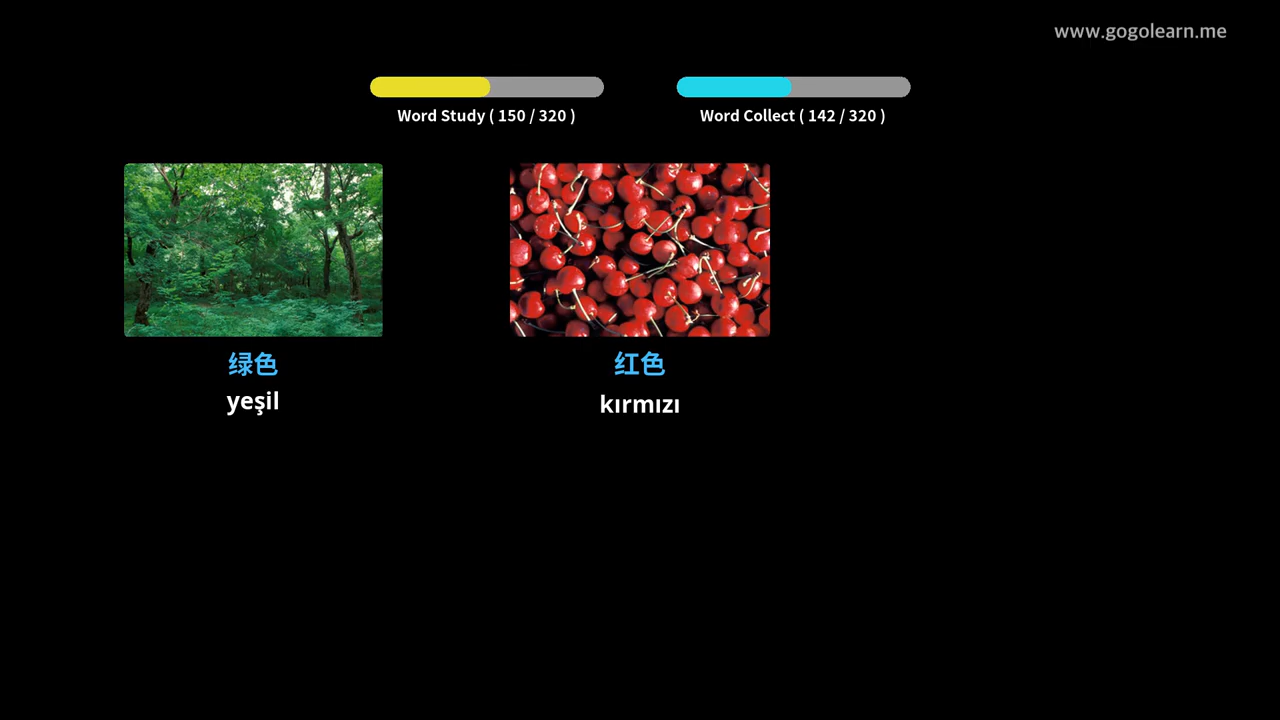 www.gogolearn.me
Word Study ( 150 / 320 )
Word Collect ( 142 / 320 )
绿色
yeşil
红色
kırmızı